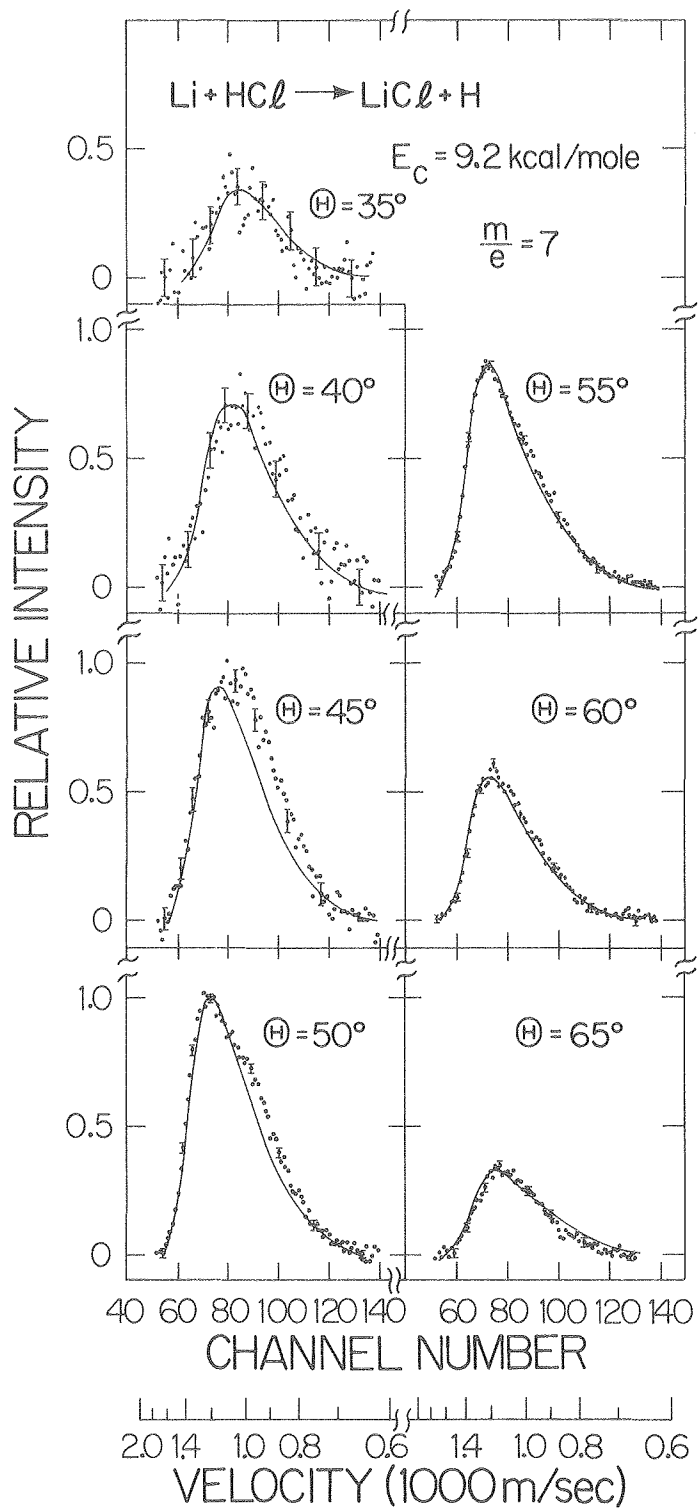 Li + HCl → LiCl + H
E_C = 9.2 kcal/mole
Θ = 35°
m/e = 7
0.5
0
1.0
0.5
0
Θ = 40°
Θ = 55°
1.0
0.5
0
Θ = 45°
Θ = 60°
1.0
0.5
0
Θ = 50°
Θ = 65°
RELATIVE INTENSITY
40 60 80 100 120 140 60 80 100 120 140
CHANNEL NUMBER
2.0 1.4 1.0 0.8 0.6 1.4 1.0 0.8 0.6
VELOCITY (1000 m/sec)